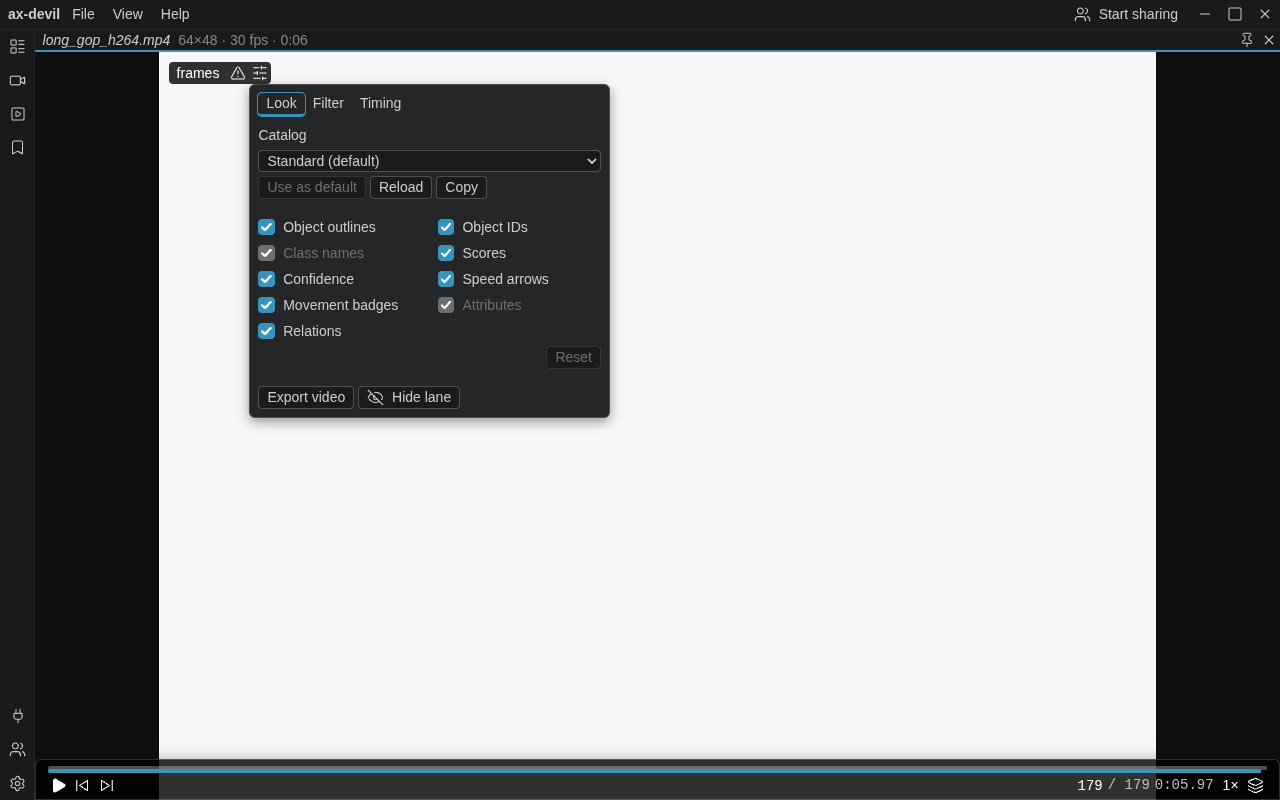 ax-devil File View Help Start sharing
long_gop_h264.mp4 64×48 · 30 fps · 0:06
frames
Look Filter Timing
Catalog
Standard (default)
Use as default Reload Copy
Object outlines Object IDs
Class names Scores
Confidence Speed arrows
Movement badges Attributes
Relations
Reset
Export video Hide lane
179 / 179 0:05.97 1×